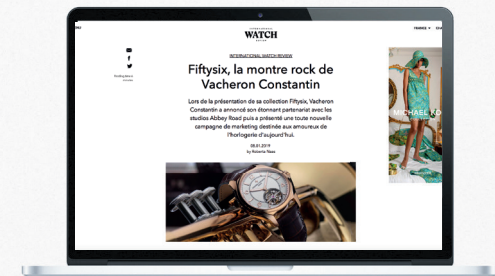 WATCH
INTERNATIONAL WATCH REVIEW
Fiftysix, la montre rock de
Vacheron Constantin
Lors de la présentation de sa collection Fiftysix, Vacheron
Constantin a annoncé son étonnant partenariat avec les
studios Abbey Road puis a présenté une toute nouvelle
campagne de marketing destinée aux amoureux de
l'horlogerie d'aujourd'hui.
08.01.2019
by Roberta Naas
MICHAEL KO